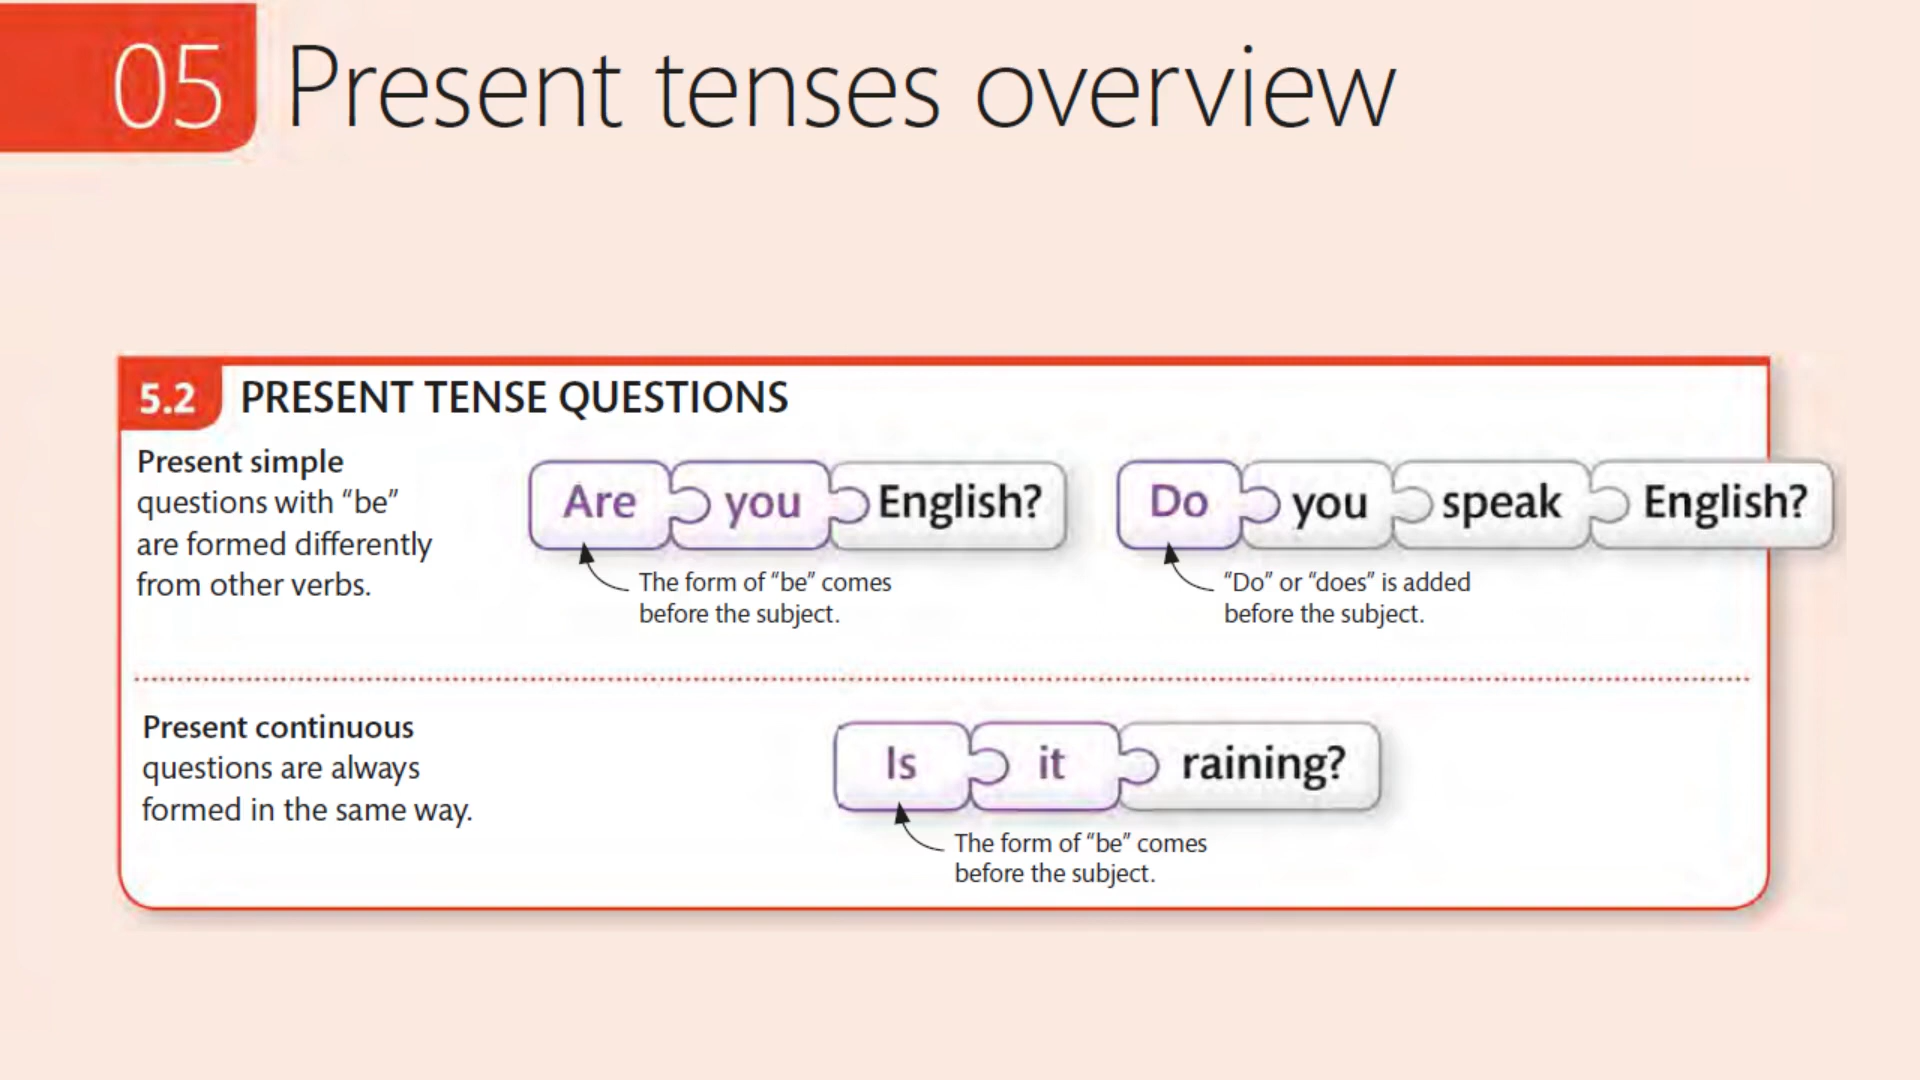 05 Present tenses overview
5.2 PRESENT TENSE QUESTIONS
Present simple
questions with “be”
are formed differently
from other verbs.
Are you English?
The form of “be” comes
before the subject.
Do you speak English?
“Do” or “does” is added
before the subject.
Present continuous
questions are always
formed in the same way.
Is it raining?
The form of “be” comes
before the subject.